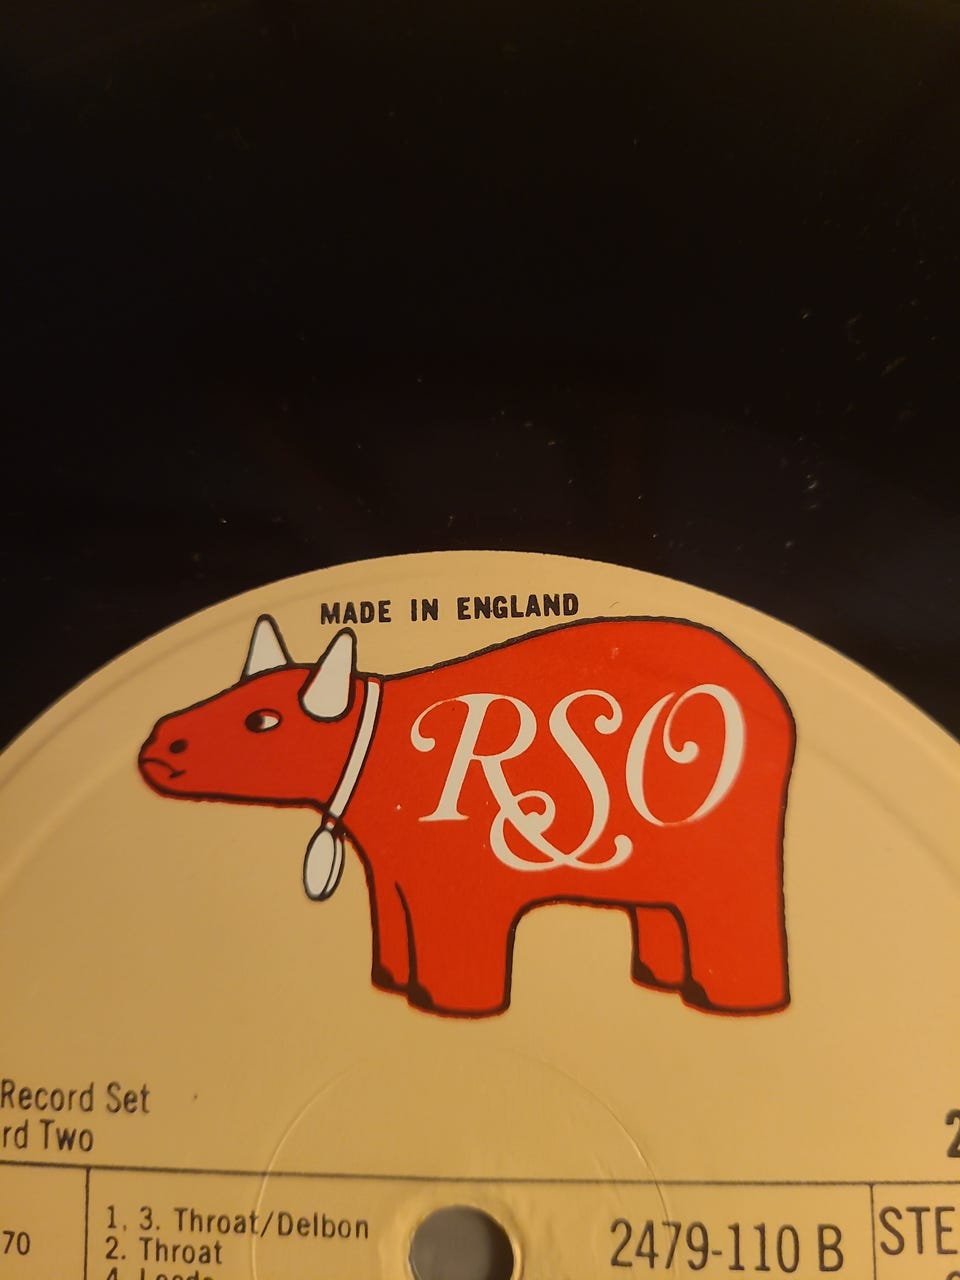 MADE IN ENGLAND
RSO
Record Set
rd Two
2
70
1. 3. Throat/Delbon
2. Throat
2479-110 B
STE